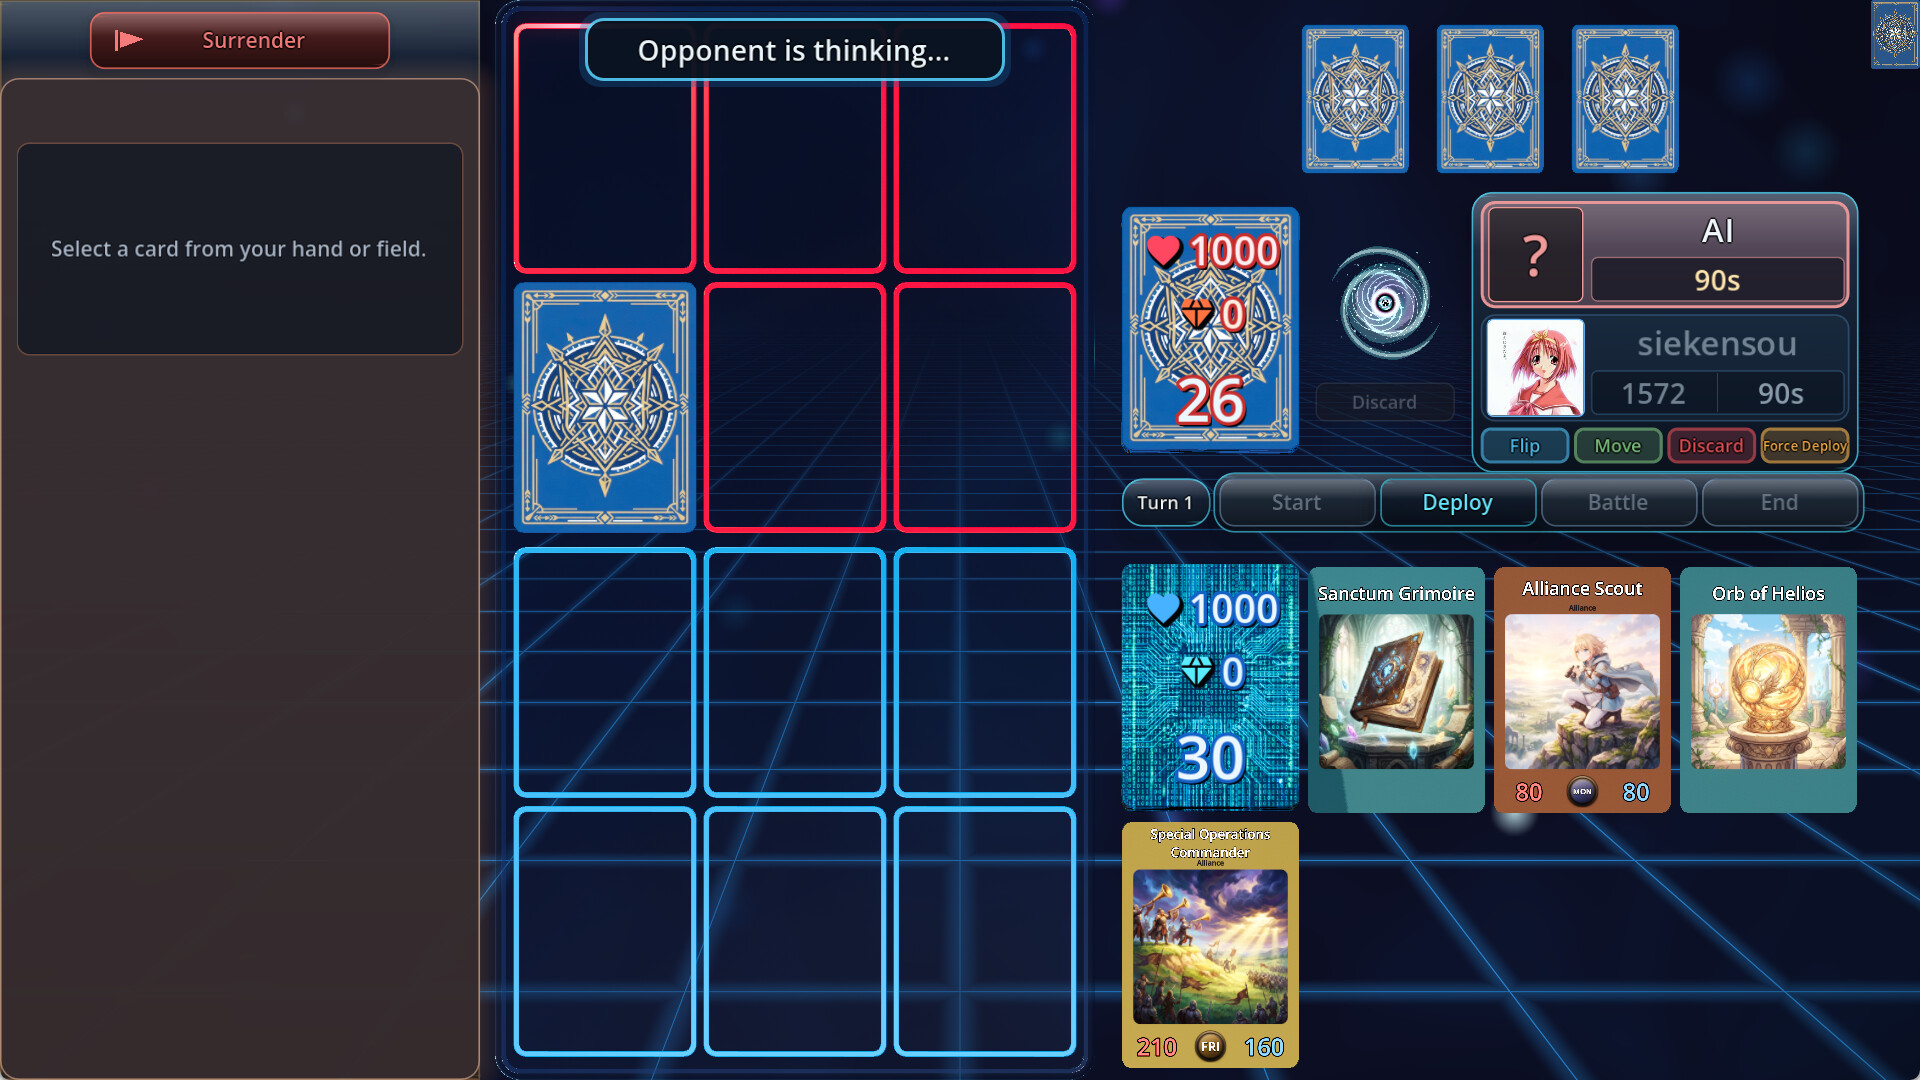 Surrender
Select a card from your hand or field.
Opponent is thinking...
1000
0
26
Discard
?
AI
90s
siekensou
1572
90s
Flip
Move
Discard
Force Deploy
Turn 1
Start
Deploy
Battle
End
1000
0
30
Sanctum Grimoire
Alliance Scout
Alliance
80
MON
80
Orb of Helios
Special Operations
Commander
Alliance
210
FRI
160